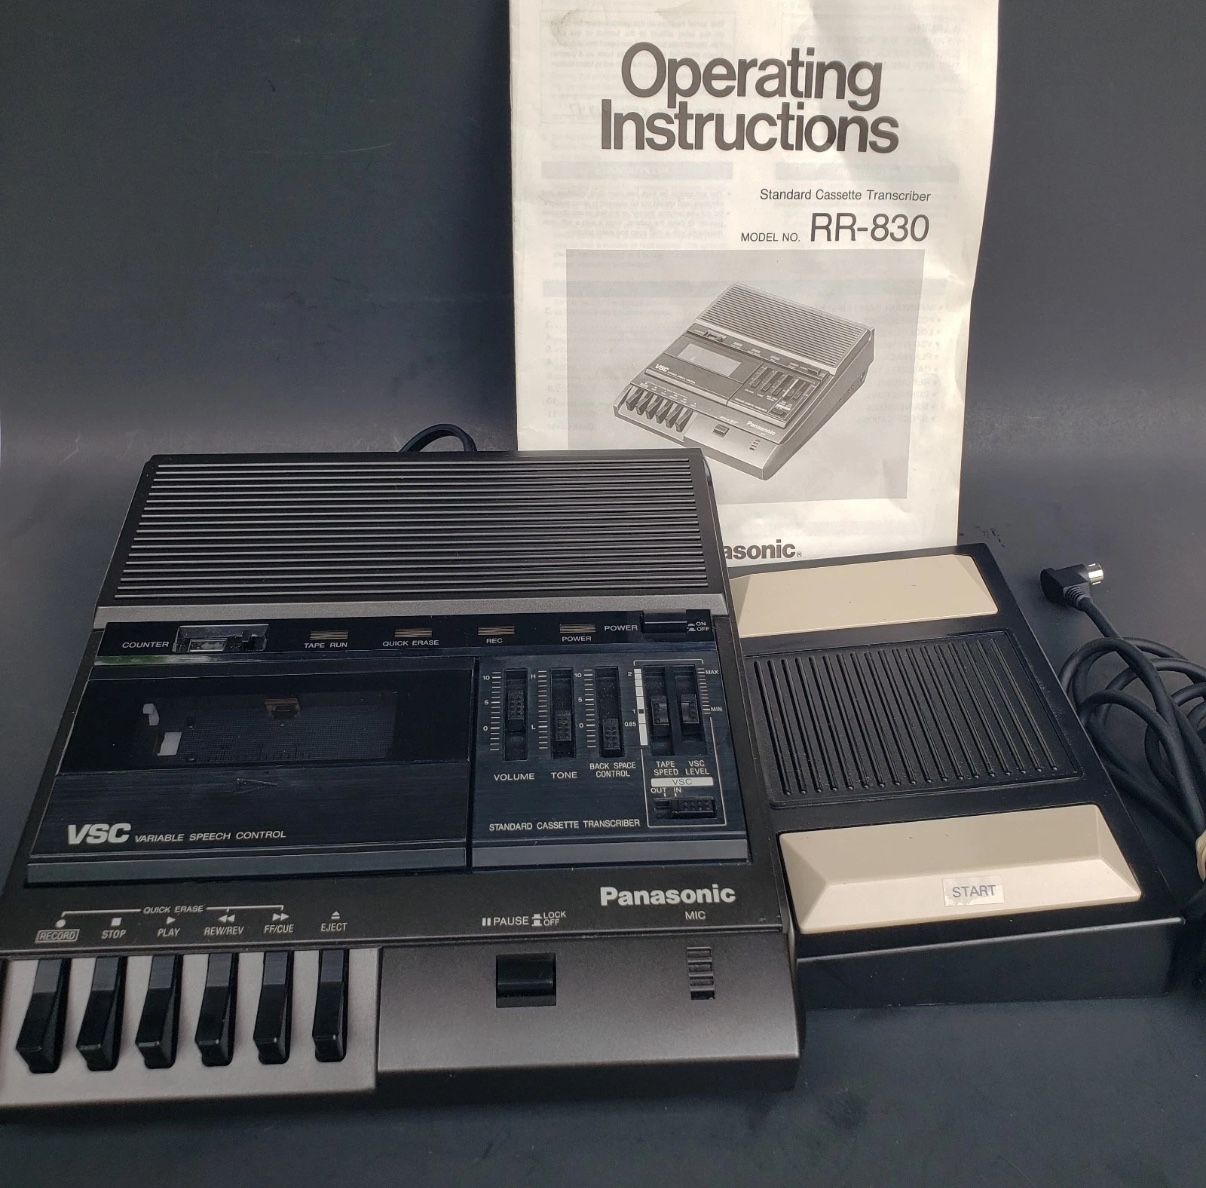 Operating
Instructions
Standard Cassette Transcriber
MODEL NO. RR-830
VSC
Panasonic
asonic®
COUNTER
TAPE RUN
QUICK ERASE
REC
POWER
POWER
ON
OFF
10
5
0
H
L
10
5
0
2
1
0.85
MAX
MIN
VOLUME
TONE
BACK SPACE
CONTROL
TAPE
SPEED
VSC
LEVEL
VSC
OUT IN
STANDARD CASSETTE TRANSCRIBER
VSC VARIABLE SPEECH CONTROL
Panasonic
START
QUICK ERASE
RECORD
STOP
PLAY
REW/REV
FF/CUE
EJECT
PAUSE
LOCK
OFF
MIC